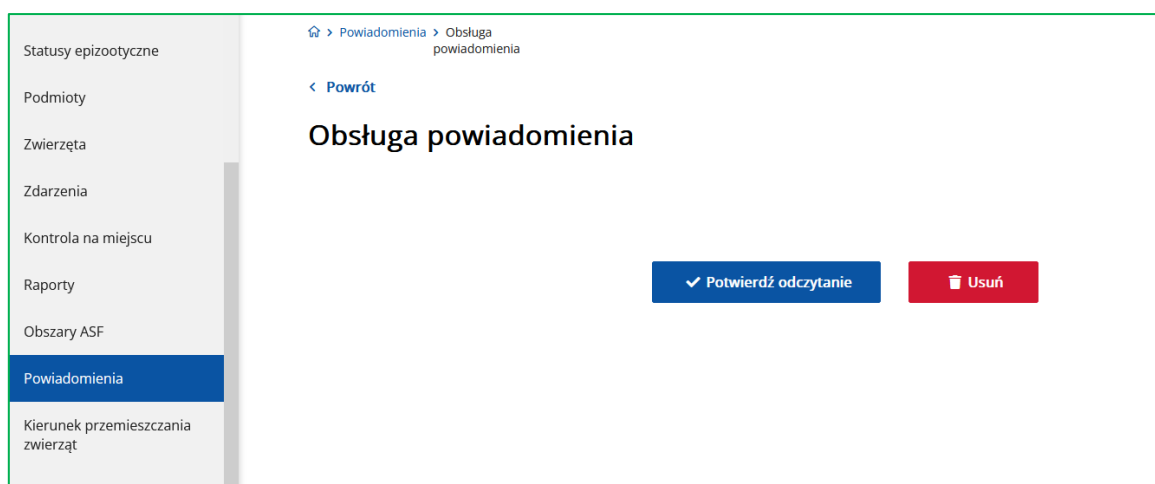 Statusy epizootyczne
Podmioty
Zwierzęta
Zdarzenia
Kontrola na miejscu
Raporty
Obszary ASF
Powiadomienia
Kierunek przemieszczania
zwierząt
Powiadomienia > Obsługa
powiadomienia
< Powrót
Obsługa powiadomienia
Potwierdź odczytanie
Usuń